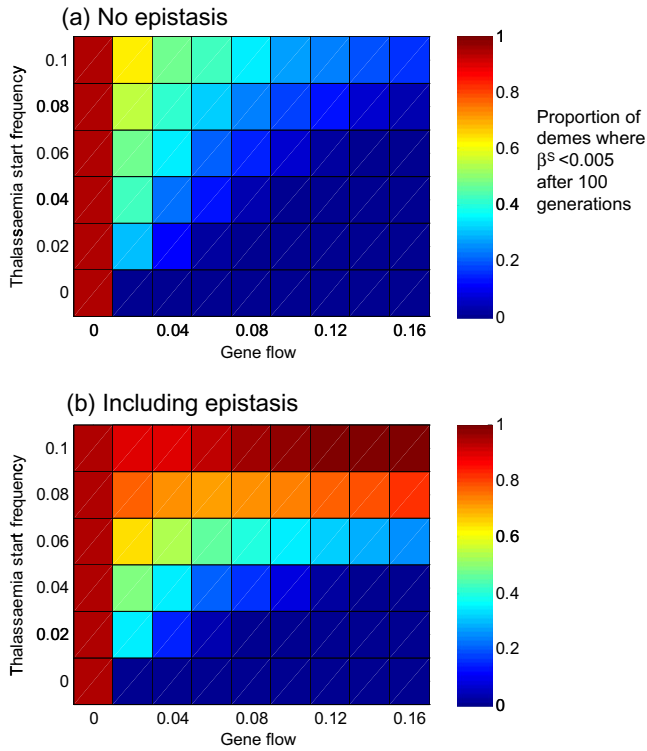 (a) No epistasis
Thalassaemia start frequency
0.1
0.08
0.06
0.04
0.02
0
0 0.04 0.08 0.12 0.16
Gene flow
1
0.8
0.6
0.4
0.2
0
Proportion of
demes where
βˢ <0.005
after 100
generations
(b) Including epistasis
Thalassaemia start frequency
0.1
0.08
0.06
0.04
0.02
0
0 0.04 0.08 0.12 0.16
Gene flow
1
0.8
0.6
0.4
0.2
0